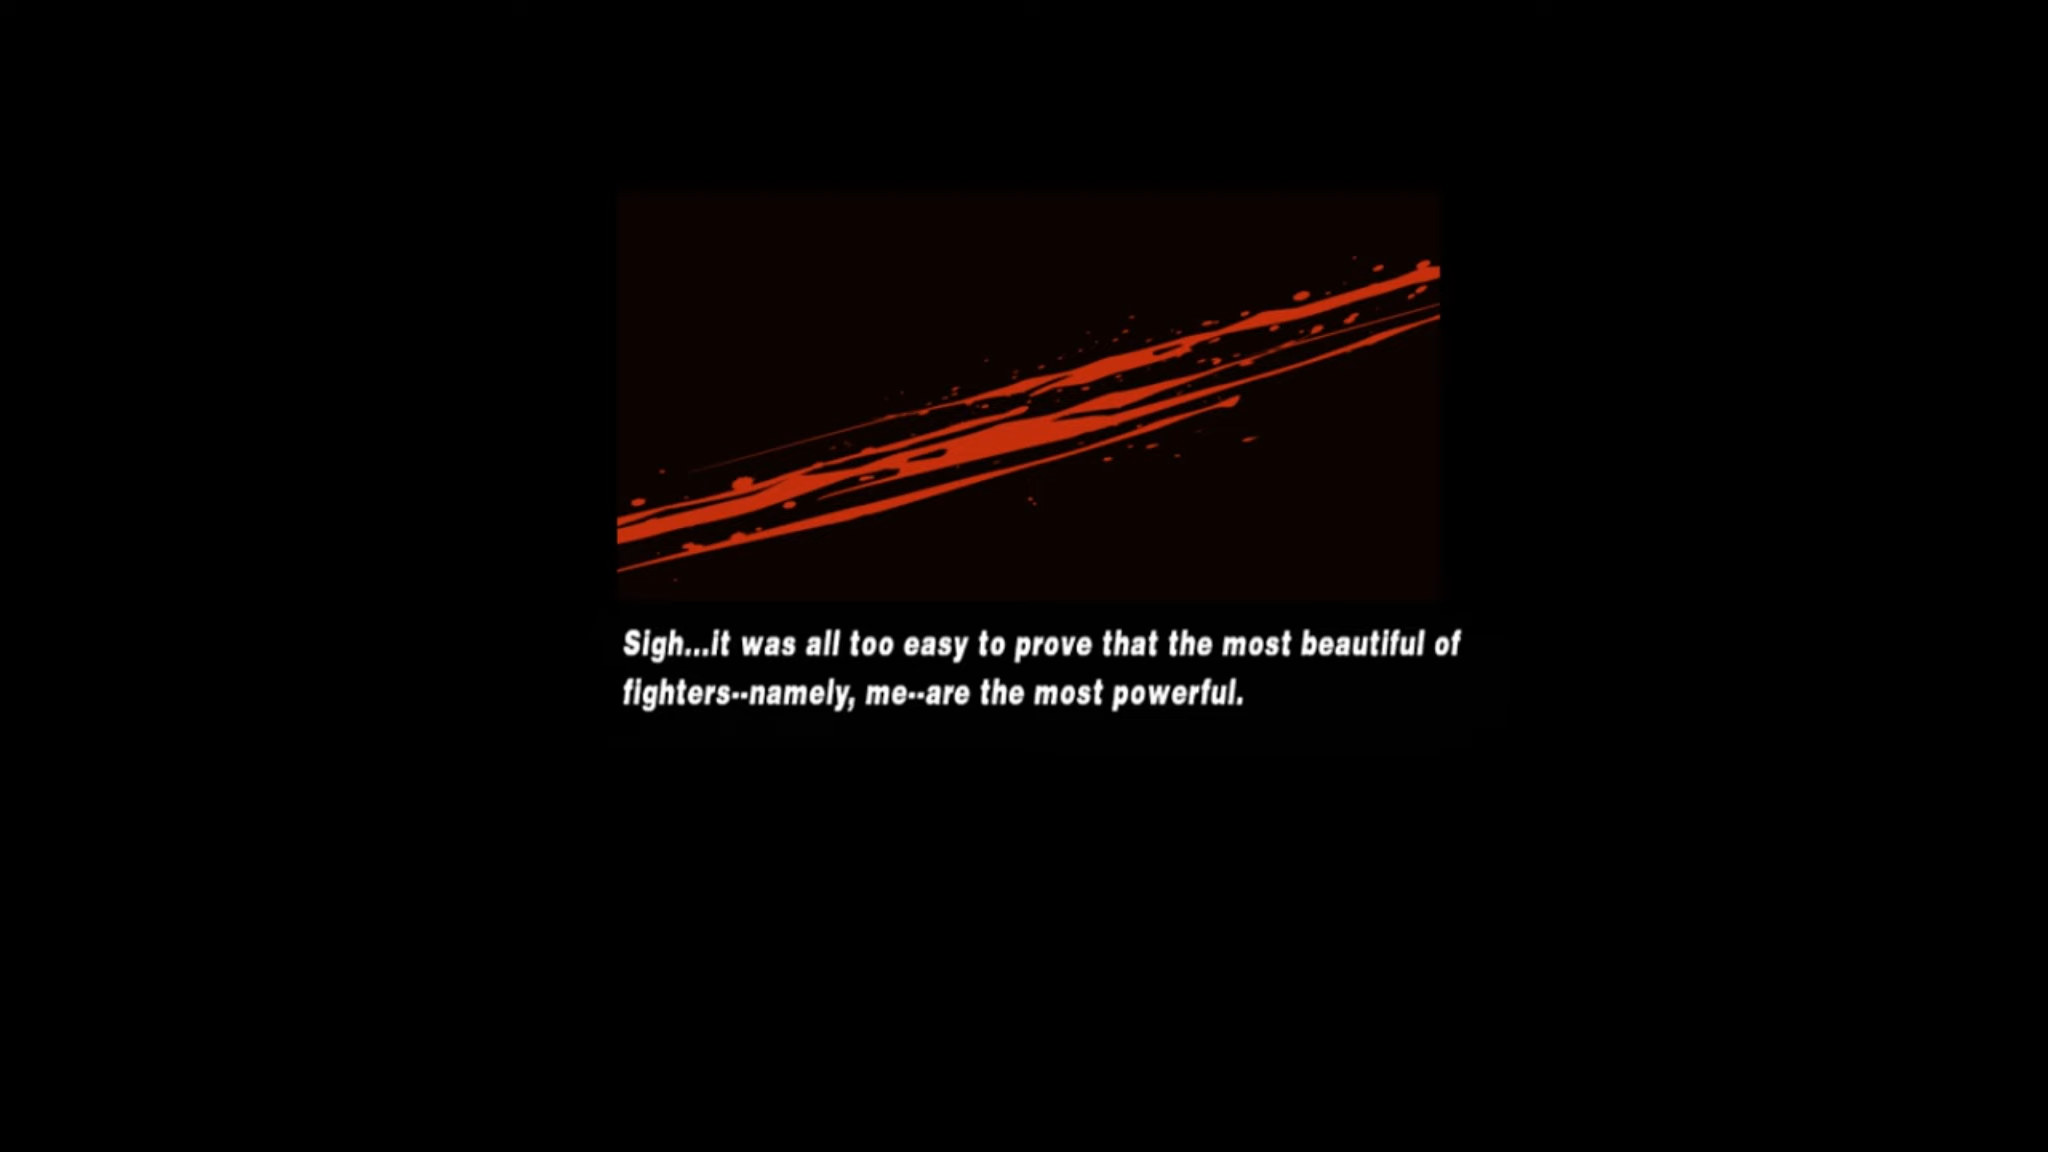 Sigh...it was all too easy to prove that the most beautiful of
fighters--namely, me--are the most powerful.